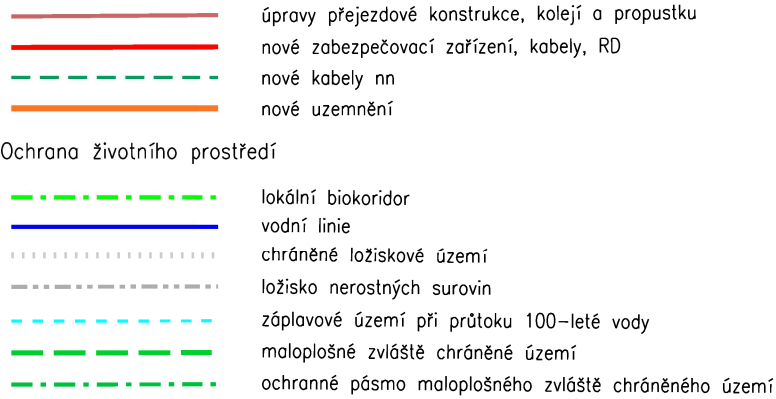 úpravy přejezdové konstrukce, kolejí a propustku
nové zabezpečovací zařízení, kabely, RD
nové kabely nn
nové uzemnění
Ochrana životního prostředí
lokální biokoridor
vodní linie
chráněné ložiskové území
ložisko nerostných surovin
záplavové území při průtoku 100-leté vody
maloplošné zvláště chráněné území
ochranné pásmo maloplošného zvláště chráněného území